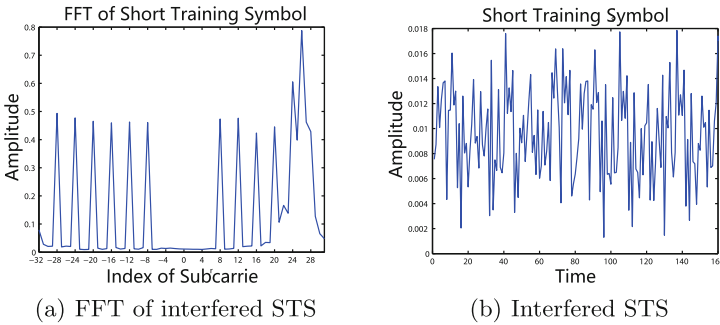 FFT of Short Training Symbol
Amplitude
0.8
0.7
0.6
0.5
0.4
0.3
0.2
0.1
0
−32 −28 −24 −20 −16 −12 −8 −4 0 4 8 12 16 20 24 28
Index of Subcarrie
(a) FFT of interfered STS
Short Training Symbol
Amplitude
0.018
0.016
0.014
0.012
0.010
0.008
0.006
0.004
0.002
0
0 20 40 60 80 100 120 140 160
Time
(b) Interfered STS